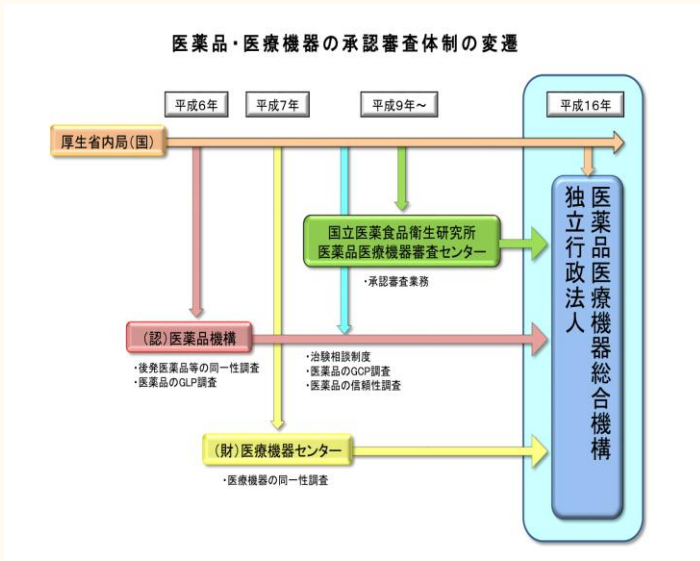 医薬品・医療機器の承認審査体制の変遷
平成6年
平成7年
平成9年～
平成16年
厚生省内局(国)
国立医薬食品衛生研究所
医薬品医療機器審査センター
・承認審査業務
独立行政法人
医薬品医療機器総合機構
(認)医薬品機構
・後発医薬品等の同一性調査
・医薬品のGLP調査
・治験相談制度
・医薬品のGCP調査
・医薬品の信頼性調査
(財)医療機器センター
・医療機器の同一性調査